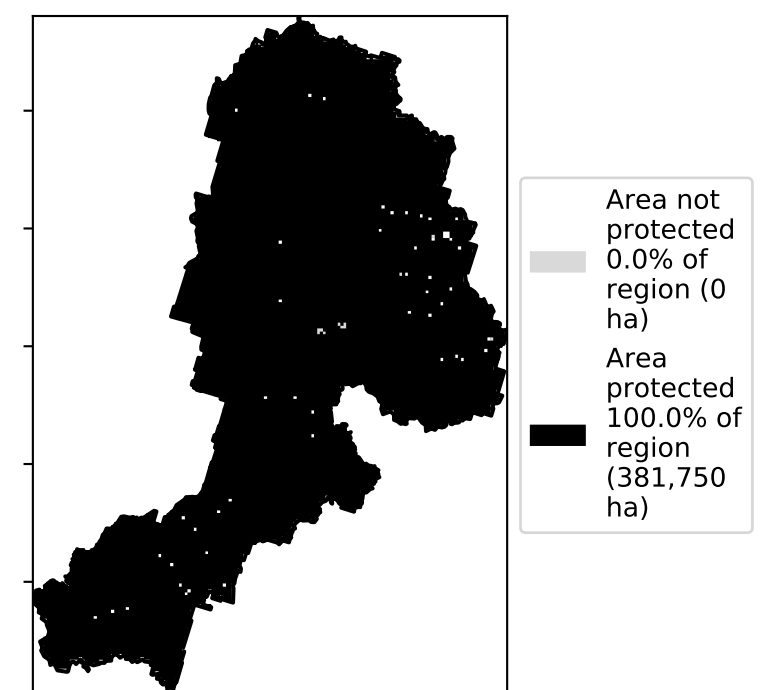 Area not
protected
0.0% of
region (0
ha)
Area
protected
100.0% of
region
(381,750
ha)